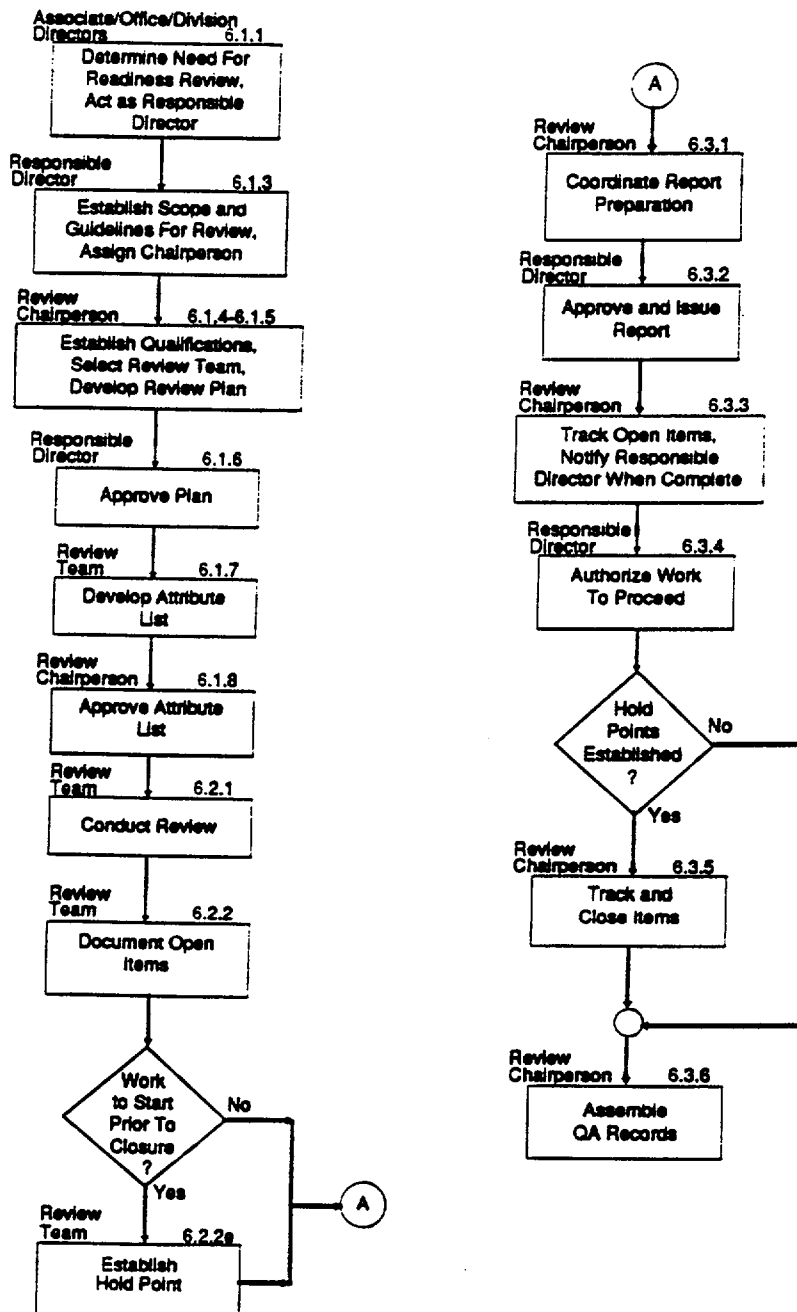 Associate/Office/Division
Directors 6.1.1
Determine Need For
Readiness Review,
Act as Responsible
Director
Responsible
Director 6.1.3
Establish Scope and
Guidelines For Review,
Assign Chairperson
Review
Chairperson 6.1.4-6.1.5
Establish Qualifications,
Select Review Team,
Develop Review Plan
Responsible
Director 6.1.6
Approve Plan
Review
Team 6.1.7
Develop Attribute
List
Review
Chairperson 6.1.8
Approve Attribute
List
Review
Team 6.2.1
Conduct Review
Review
Team 6.2.2
Document Open
Items
Work
to Start
Prior To
Closure
?
No
Yes
A
Review
Team 6.2.2e
Establish
Hold Point
A
Review
Chairperson 6.3.1
Coordinate Report
Preparation
Responsible
Director 6.3.2
Approve and Issue
Report
Review
Chairperson 6.3.3
Track Open Items,
Notify Responsible
Director When Complete
Responsible
Director 6.3.4
Authorize Work
To Proceed
Hold
Points
Established
?
No
Yes
Review
Chairperson 6.3.5
Track and
Close Items
Review
Chairperson 6.3.6
Assemble
QA Records